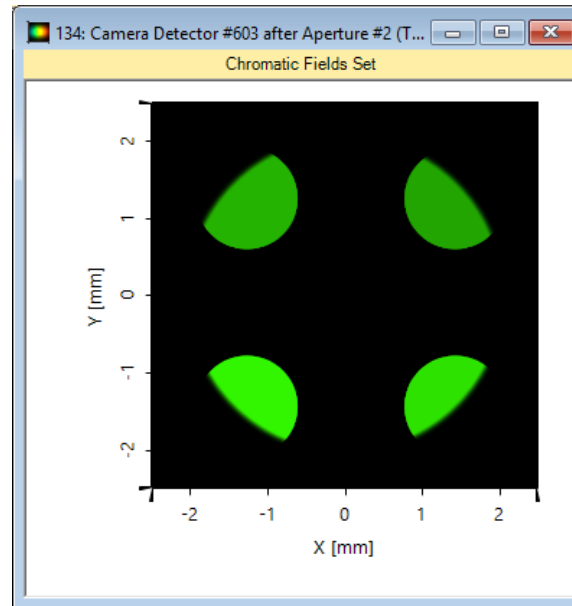 134: Camera Detector #603 after Aperture #2 (T...
Chromatic Fields Set
Y [mm]
2
1
0
-1
-2
-2 -1 0 1 2
X [mm]